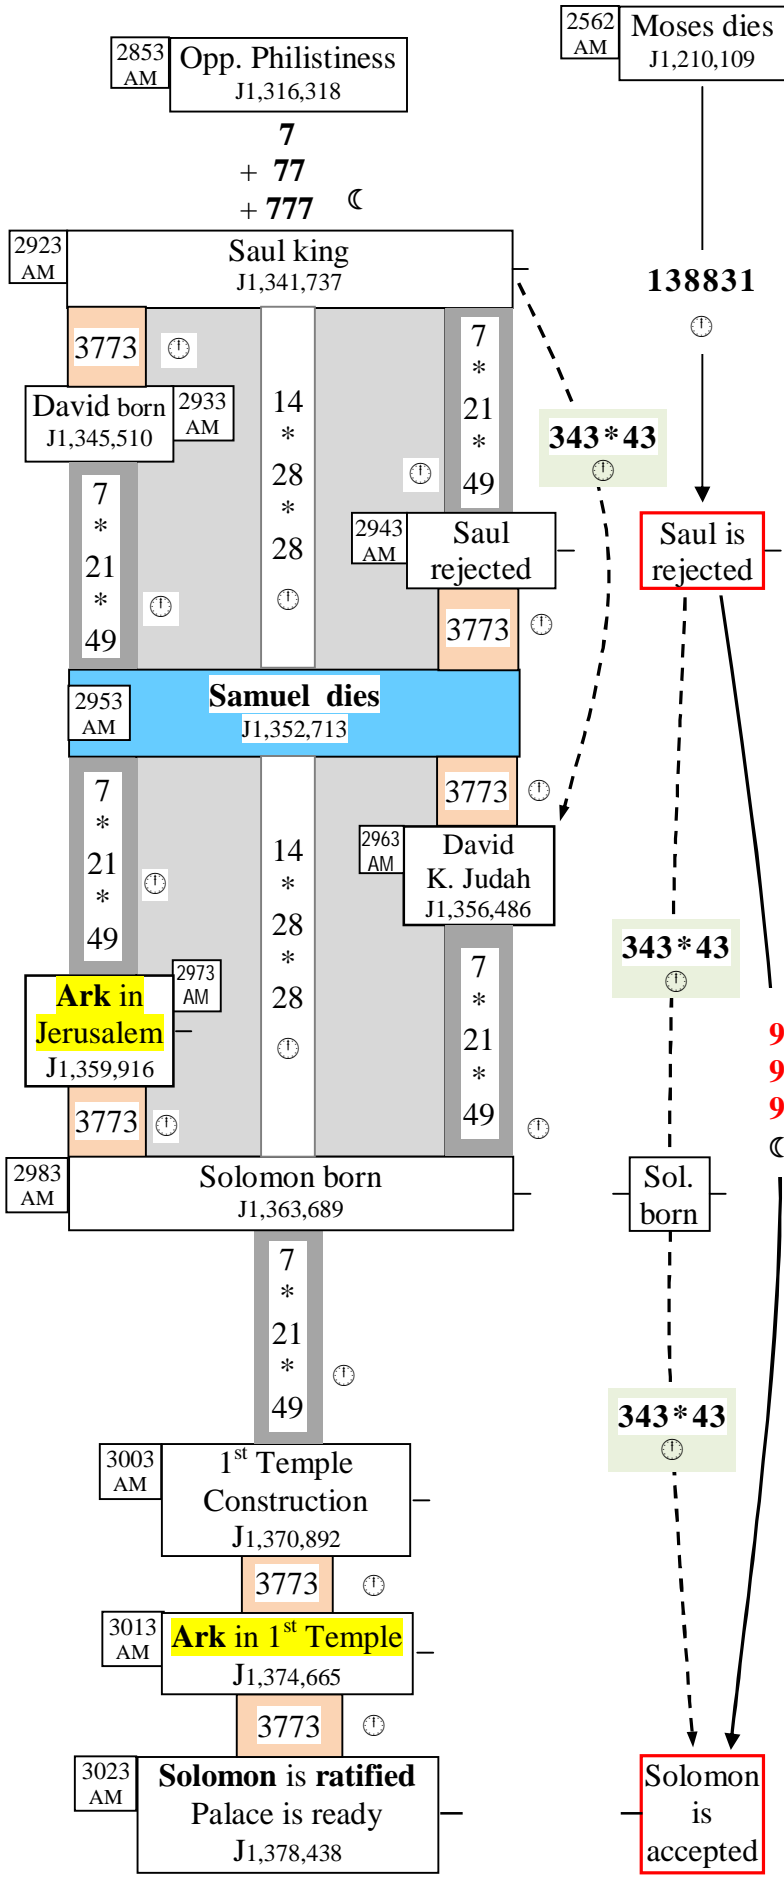 2853
AM
Opp. Philistiness
J1,316,318
7
+ 77
+ 777 ☾
2562
AM
Moses dies
J1,210,109
2923
AM
Saul king
J1,341,737
138831
3773
David born
J1,345,510
2933
AM
14
*
28
*
28
7
*
21
*
49
343*43
7
*
21
*
49
2943
AM
Saul
rejected
Saul is
rejected
3773
2953
AM
Samuel dies
J1,352,713
7
*
21
*
49
14
*
28
*
28
3773
2963
AM
David
K. Judah
J1,356,486
343*43
2973
AM
Ark in
Jerusalem
J1,359,916
7
*
21
*
49
9
9
9
☾
3773
2983
AM
Solomon born
J1,363,689
Sol.
born
7
*
21
*
49
343*43
3003
AM
1st Temple
Construction
J1,370,892
3773
3013
AM
Ark in 1st Temple
J1,374,665
3773
3023
AM
Solomon is ratified
Palace is ready
J1,378,438
Solomon
is
accepted